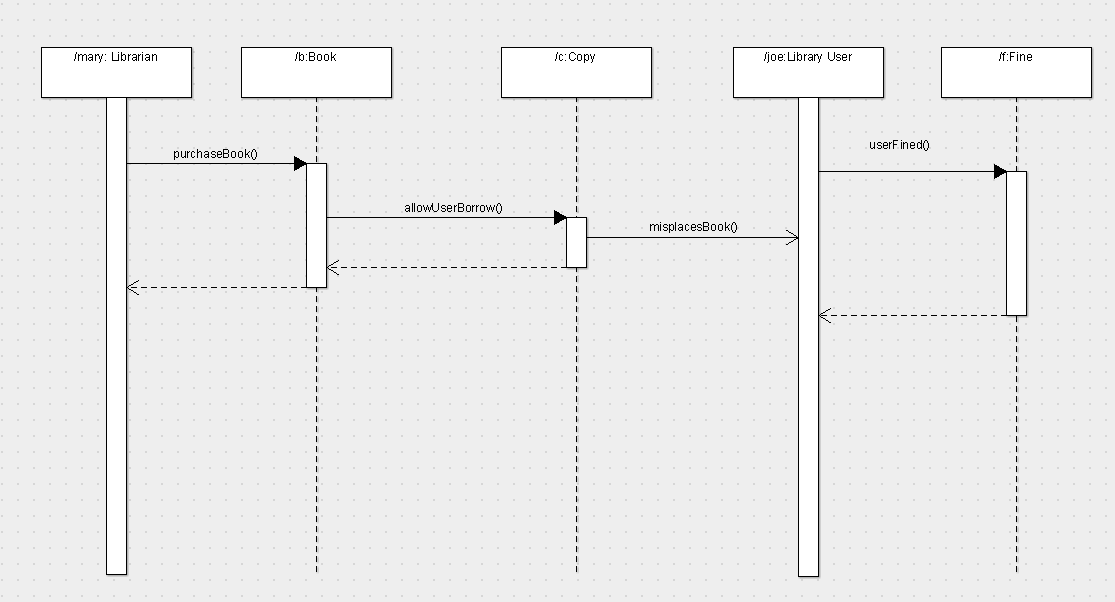 /mary: Librarian
/b:Book
/c:Copy
/joe:Library User
/f:Fine
purchaseBook()
userFined()
allowUserBorrow()
misplacesBook()